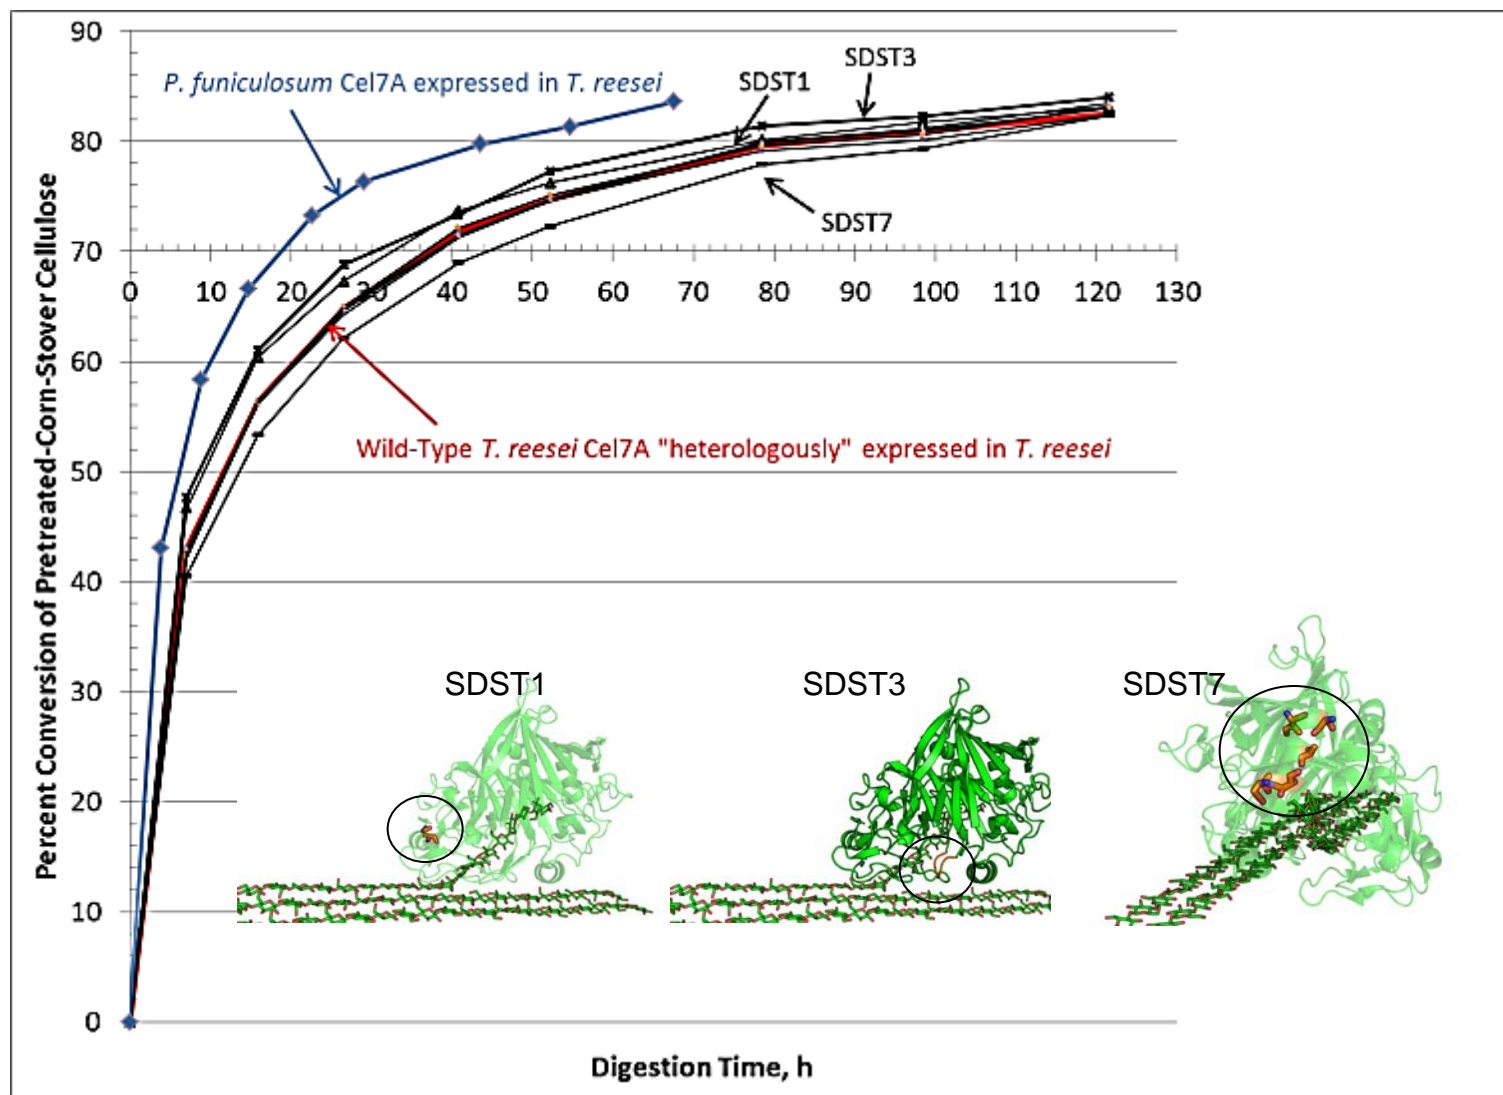 90
P. funiculosum Cel7A expressed in T. reesei
SDST1
SDST3
80
SDST7
70
0 10 20 30 40 50 60 70 80 90 100 110 120 130
60
Wild-Type T. reesei Cel7A "heterologously" expressed in T. reesei
50
40
30
SDST1
SDST3
SDST7
20
10
0
Percent Conversion of Pretreated-Corn-Stover Cellulose
Digestion Time, h